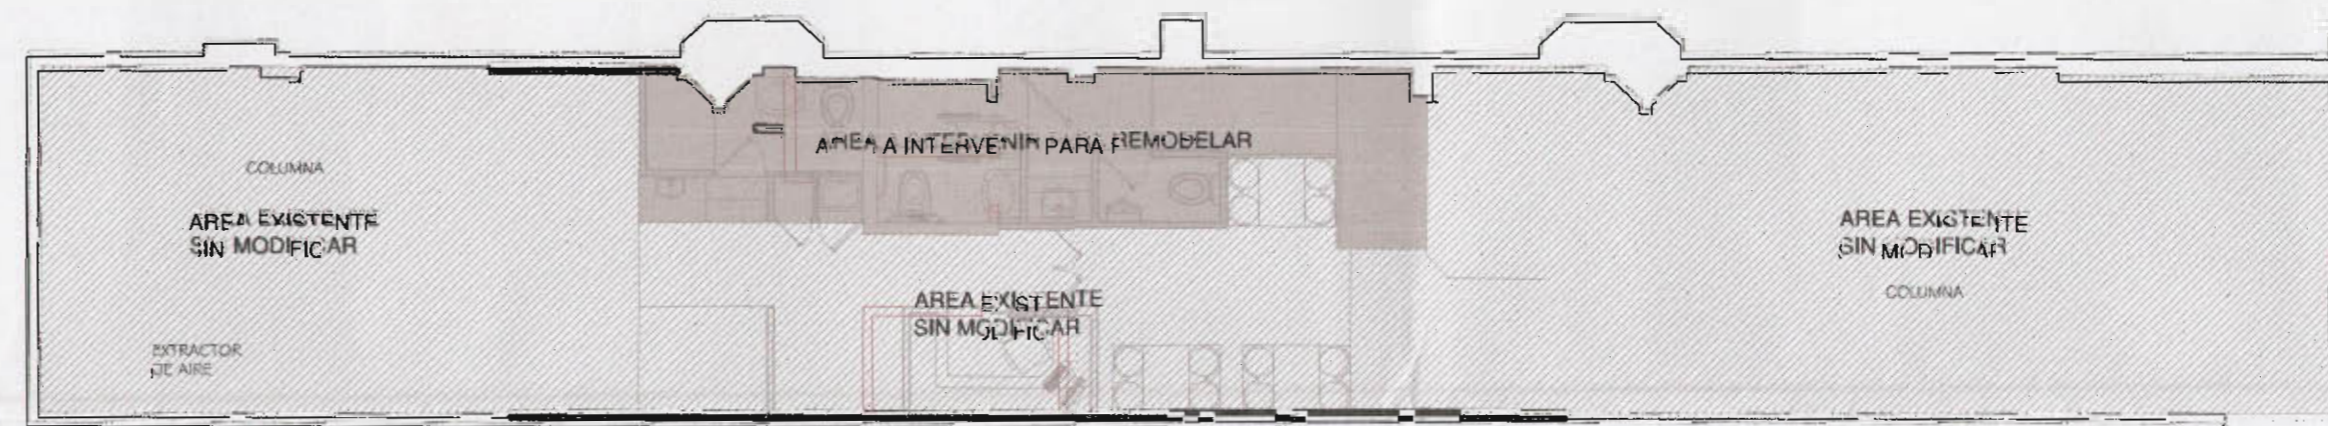 AREA A INTERVENIR PARA REMODELAR
COLUMNA
AREA EXISTENTE
SIN MODIFICAR
AREA EXISTENTE
SIN MODIFICAR
COLUMNA
AREA EXISTENTE
SIN MODIFICAR
EXTRACTOR
DE AIRE